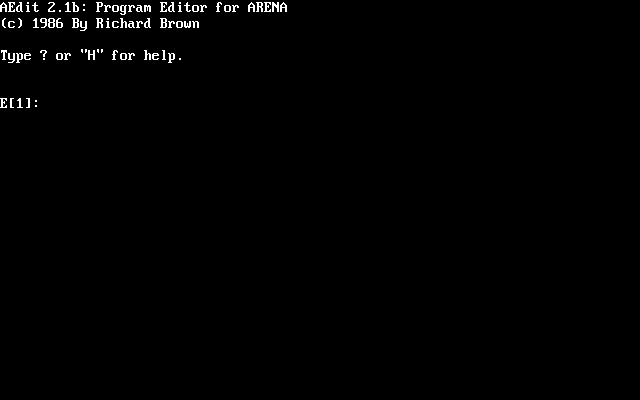 AEdit 2.1b: Program Editor for ARENA
(c) 1986 By Richard Brown
Type ? or "H" for help.
E[1]: